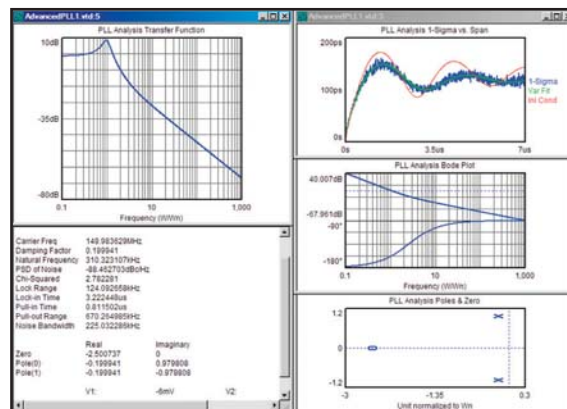 AdvancedPLL1.vtd:5
PLL Analysis Transfer Function
10dB
-35dB
-80dB
0.1
10
1,000
Frequency (W/Wn)
Carrier Freq 149.983629MHz
Damping Factor 0.199941
Natural Frequency 310.323107kHz
PSD of Noise -88.462703dBc/Hz
Chi-Squared 2.782281
Lock Range 124.092658kHz
Lock-in Time 3.222448us
Pull-in Time 0.811502us
Pull-out Range 670.264985kHz
Noise Bandwidth 225.032286kHz
Real Imaginary
Zero -2.500737 0
Pole(0) -0.199941 0.979808
Pole(1) -0.199941 -0.979808
V1: -6mV V2:
AdvancedPLL1.vtd:5
PLL Analysis 1-Sigma vs. Span
200ps
100ps
0s
0s
3.5us
7us
1-Sigma
Var Fit
Ini Cond
PLL Analysis Bode Plot
40.007dB
-67.961dB
-90°
-180°
0.1
10
1,000
Frequency (W/Wn)
PLL Analysis Poles & Zero
1.2
0
-1.2
-3
-1.35
0.3
Unit normalized to Wn